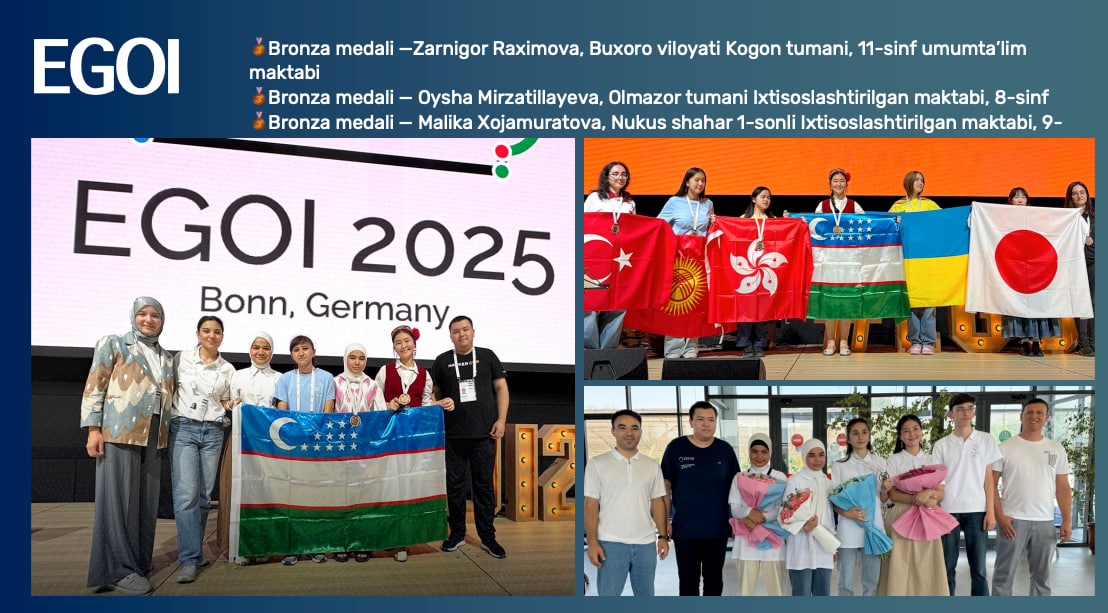 EGOI
🥉Bronza medali —Zarnigor Raximova, Buxoro viloyati Kogon tumani, 11-sinf umumta’lim
maktabi
🥉Bronza medali — Oysha Mirzatillayeva, Olmazor tumani Ixtisoslashtirilgan maktabi, 8-sinf
🥉Bronza medali — Malika Xojamuratova, Nukus shahar 1-sonli Ixtisoslashtirilgan maktabi, 9-
EGOI 2025
Bonn, Germany